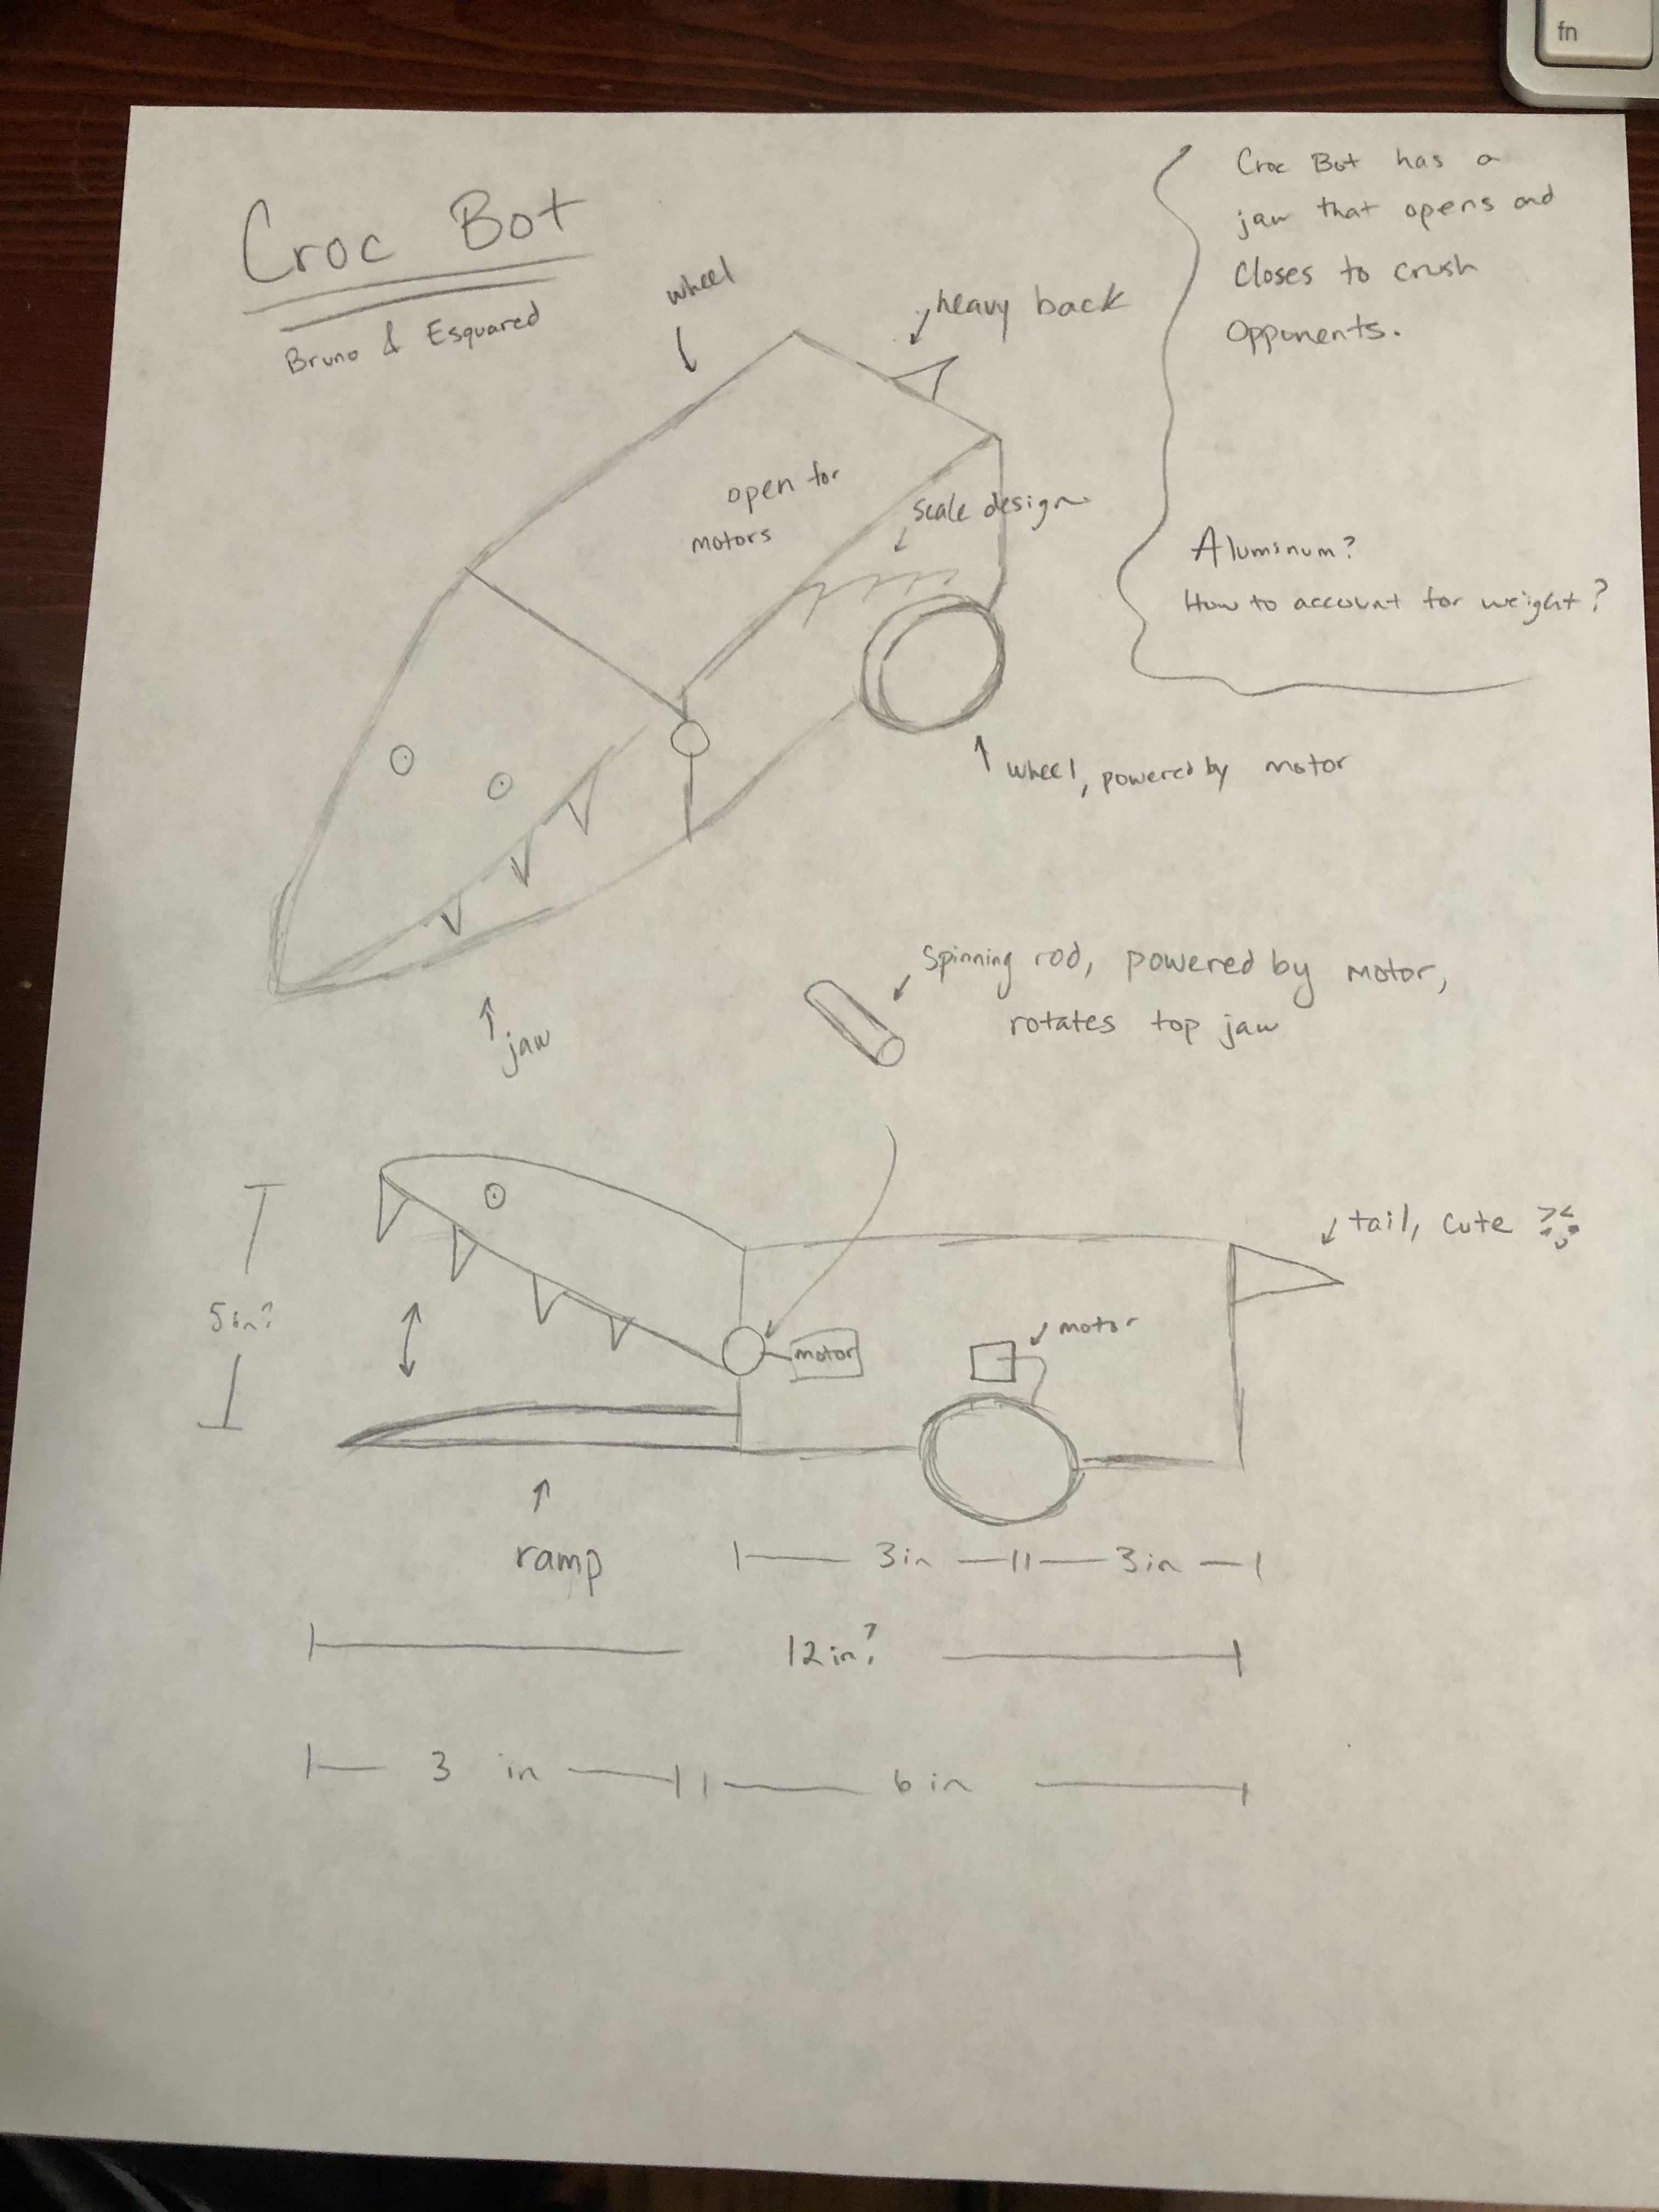 fn
Croc Bot
Bruno & Esquared
Croc Bot has a
jaw that opens and
closes to crush
opponents.
Aluminum?
How to account for weight?
wheel
heavy back
open for
motors
scale design
wheel, powered by motor
jaw
spinning rod, powered by motor,
rotates top jaw
tail, cute
5in?
motor
motor
ramp
3in
3in
12in?
3 in
6in